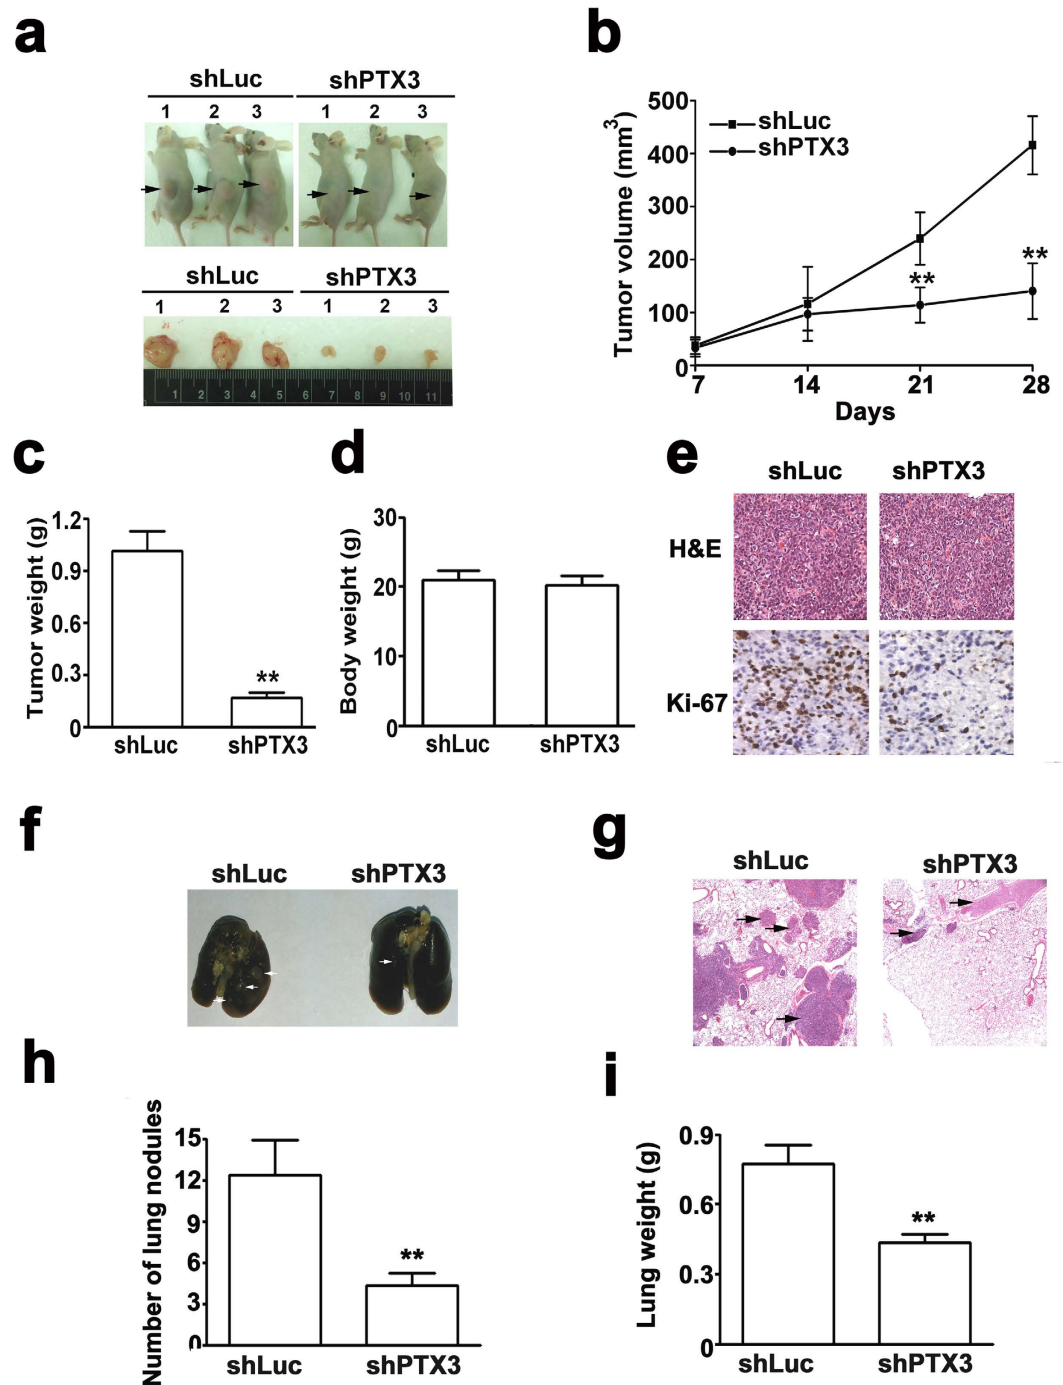 a
shLuc shPTX3
1 2 3 1 2 3
shLuc shPTX3
1 2 3 1 2 3
1 2 3 4 5 6 7 8 9 10 11
b
Tumor volume (mm3)
500
400
300
200
100
0
shLuc
shPTX3
**
**
7 14 21 28
Days
c
Tumor weight (g)
1.2
0.9
0.6
0.3
0
**
shLuc shPTX3
d
Body weight (g)
30
20
10
0
shLuc shPTX3
e
shLuc shPTX3
H&E
Ki-67
f
shLuc shPTX3
g
shLuc shPTX3
h
Number of lung nodules
15
12
9
6
3
0
**
shLuc shPTX3
i
Lung weight (g)
0.9
0.6
0.3
0
**
shLuc shPTX3